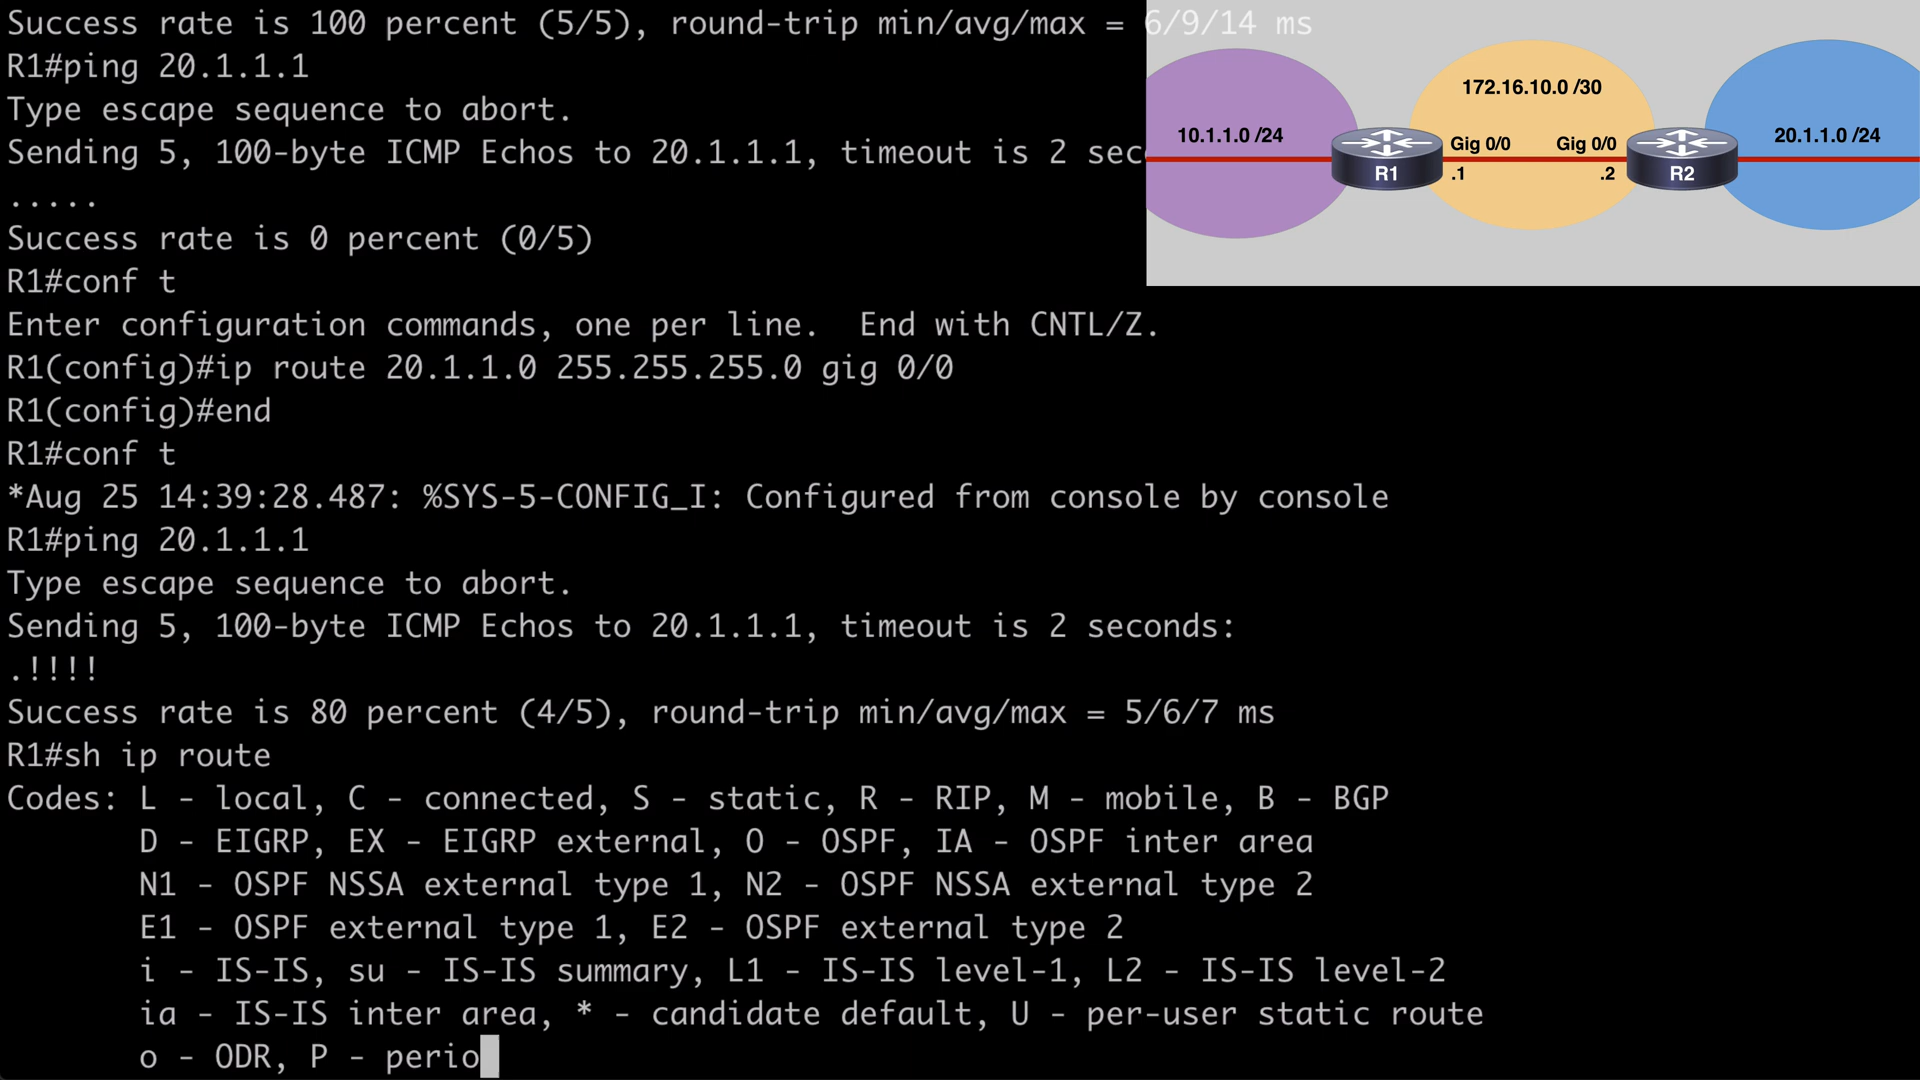 Success rate is 100 percent (5/5), round-trip min/avg/max = 6/9/14 ms
R1#ping 20.1.1.1
Type escape sequence to abort.
Sending 5, 100-byte ICMP Echos to 20.1.1.1, timeout is 2 sec
.....
Success rate is 0 percent (0/5)
R1#conf t
Enter configuration commands, one per line.  End with CNTL/Z.
R1(config)#ip route 20.1.1.0 255.255.255.0 gig 0/0
R1(config)#end
R1#conf t
*Aug 25 14:39:28.487: %SYS-5-CONFIG_I: Configured from console by console
R1#ping 20.1.1.1
Type escape sequence to abort.
Sending 5, 100-byte ICMP Echos to 20.1.1.1, timeout is 2 seconds:
.!!!!
Success rate is 80 percent (4/5), round-trip min/avg/max = 5/6/7 ms
R1#sh ip route
Codes: L - local, C - connected, S - static, R - RIP, M - mobile, B - BGP
       D - EIGRP, EX - EIGRP external, O - OSPF, IA - OSPF inter area
       N1 - OSPF NSSA external type 1, N2 - OSPF NSSA external type 2
       E1 - OSPF external type 1, E2 - OSPF external type 2
       i - IS-IS, su - IS-IS summary, L1 - IS-IS level-1, L2 - IS-IS level-2
       ia - IS-IS inter area, * - candidate default, U - per-user static route
       o - ODR, P - perio
172.16.10.0 /30
10.1.1.0 /24
Gig 0/0
Gig 0/0
20.1.1.0 /24
R1
.1
.2
R2